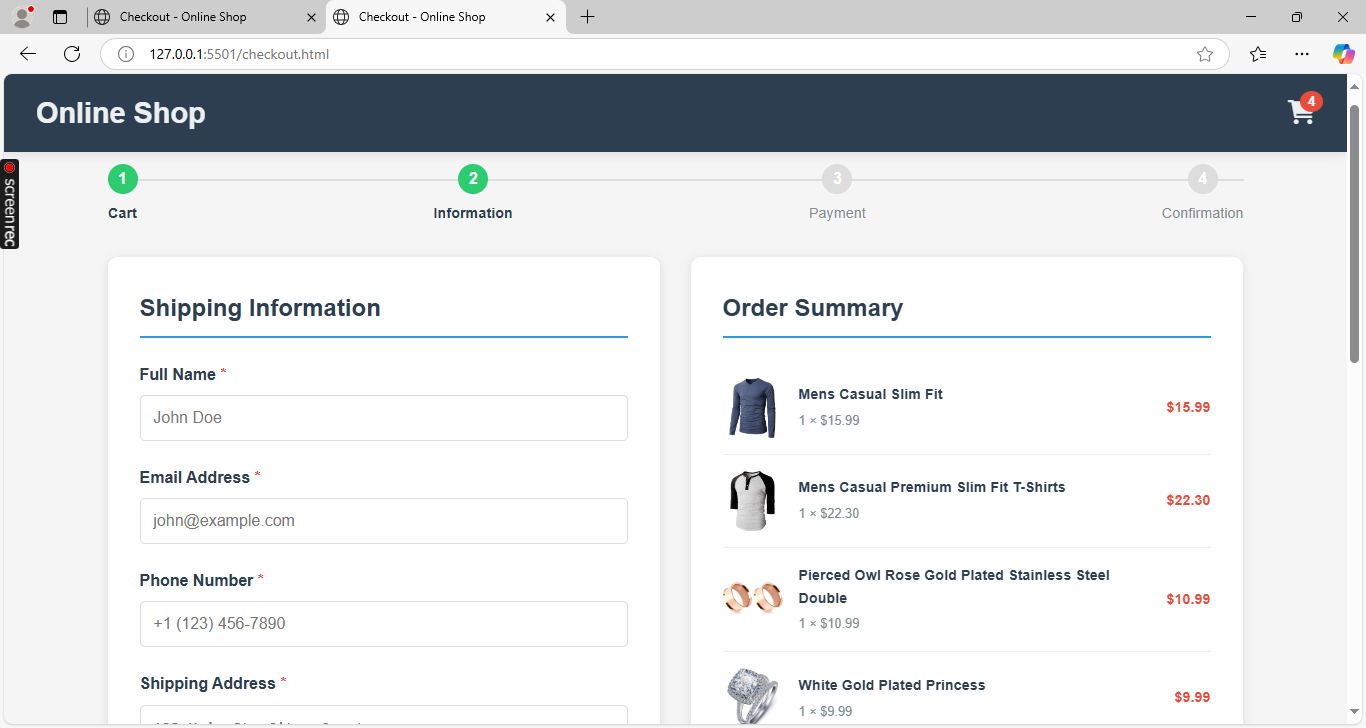 Checkout - Online Shop
Checkout - Online Shop
127.0.0.1:5501/checkout.html
Online Shop
4
screenrec
1
2
3
4
Cart
Information
Payment
Confirmation
Shipping Information
Full Name *
John Doe
Email Address *
john@example.com
Phone Number *
+1 (123) 456-7890
Shipping Address *
Order Summary
Mens Casual Slim Fit
1 × $15.99
$15.99
Mens Casual Premium Slim Fit T-Shirts
1 × $22.30
$22.30
Pierced Owl Rose Gold Plated Stainless Steel
Double
1 × $10.99
$10.99
White Gold Plated Princess
1 × $9.99
$9.99